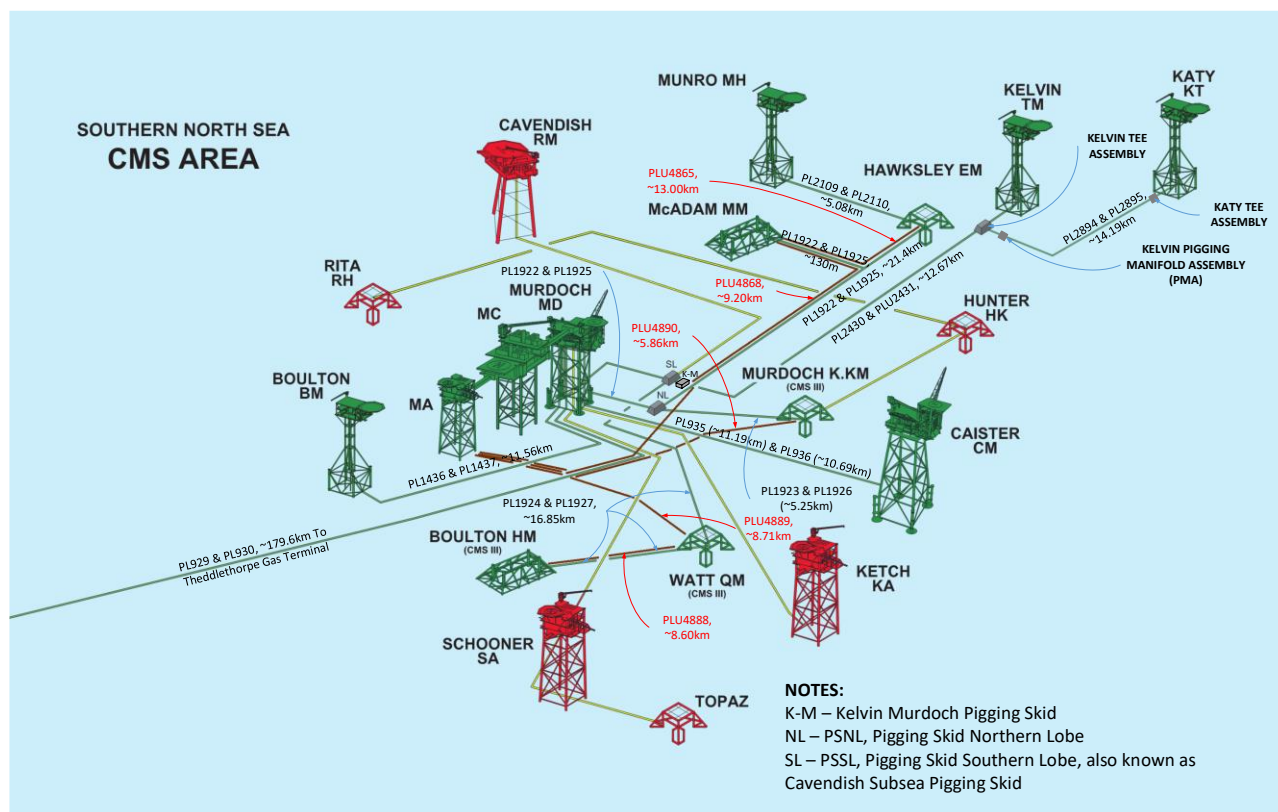 SOUTHERN NORTH SEA
CMS AREA
CAVENDISH
RM
MUNRO MH
KELVIN
TM
KATY
KT
KELVIN TEE
ASSEMBLY
HAWKSLEY EM
PLU4865,
~13.00km
PL2109 & PL2110,
~5.08km
McADAM MM
PL1922 & PL1925
~130m
PL2894 & PL2895,
~14.19km
KATY TEE
ASSEMBLY
KELVIN PIGGING
MANIFOLD ASSEMBLY
(PMA)
RITA
RH
PL1922 & PL1925
PLU4868,
~9.20km
PL1922 & PL1925, ~21.4km
PL2430 & PLU2431, ~12.67km
HUNTER
HK
MURDOCH
MD
MC
PLU4890,
~5.86km
SL
K-M
NL
MURDOCH K.KM
(CMS III)
BOULTON
BM
MA
CAISTER
CM
PL935 (~11.19km) & PL936 (~10.69km)
PL1436 & PL1437, ~11.56km
PL1923 & PL1926
(~5.25km)
PL1924 & PL1927,
~16.85km
PLU4889,
~8.71km
PL929 & PL930, ~179.6km To
Theddlethorpe Gas Terminal
BOULTON HM
(CMS III)
WATT QM
(CMS III)
KETCH
KA
PLU4888,
~8.60km
SCHOONER
SA
TOPAZ
NOTES:
K-M – Kelvin Murdoch Pigging Skid
NL – PSNL, Pigging Skid Northern Lobe
SL – PSSL, Pigging Skid Southern Lobe, also known as
Cavendish Subsea Pigging Skid